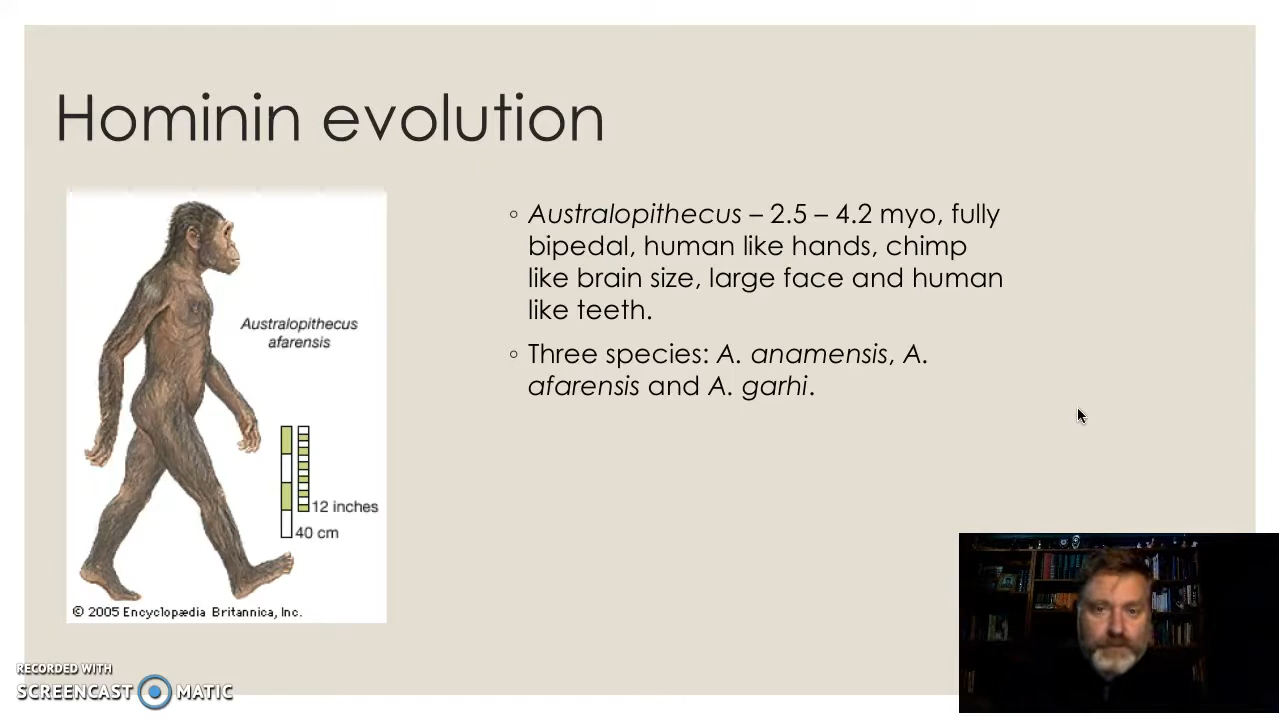 Hominin evolution
◦ Australopithecus – 2.5 – 4.2 myo, fully
bipedal, human like hands, chimp
like brain size, large face and human
like teeth.
◦ Three species: A. anamensis, A.
afarensis and A. garhi.
Australopithecus
afarensis
12 inches
40 cm
© 2005 Encyclopædia Britannica, Inc.
RECORDED WITH
SCREENCAST MATIC